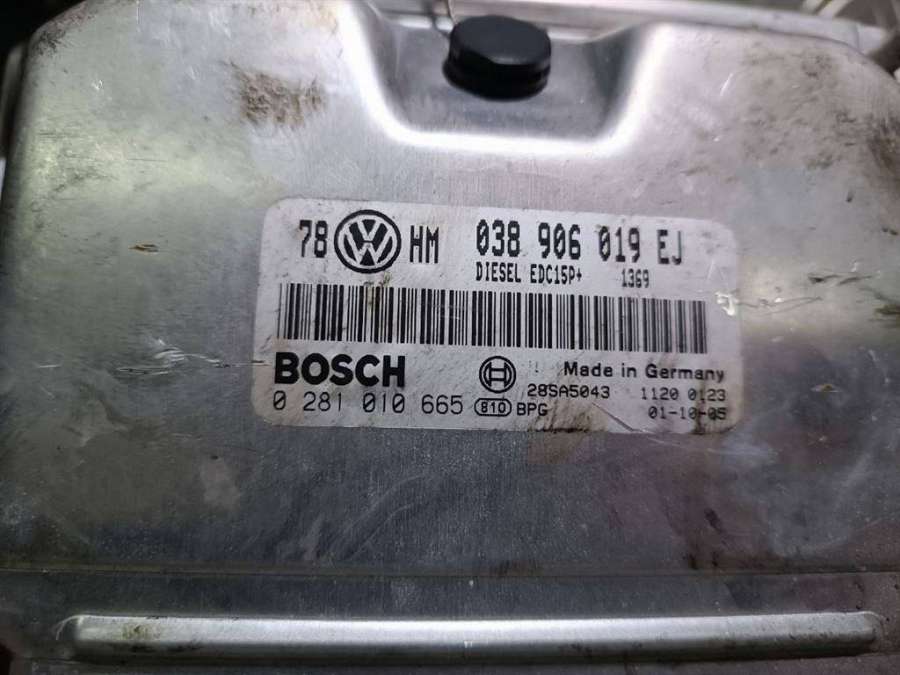 78 VW HM 038 906 019 EJ
DIESEL EDC15P+ 1369
BOSCH Made in Germany
28SA5043 1120 0123
0 281 010 665 810 BPG 01-10-05